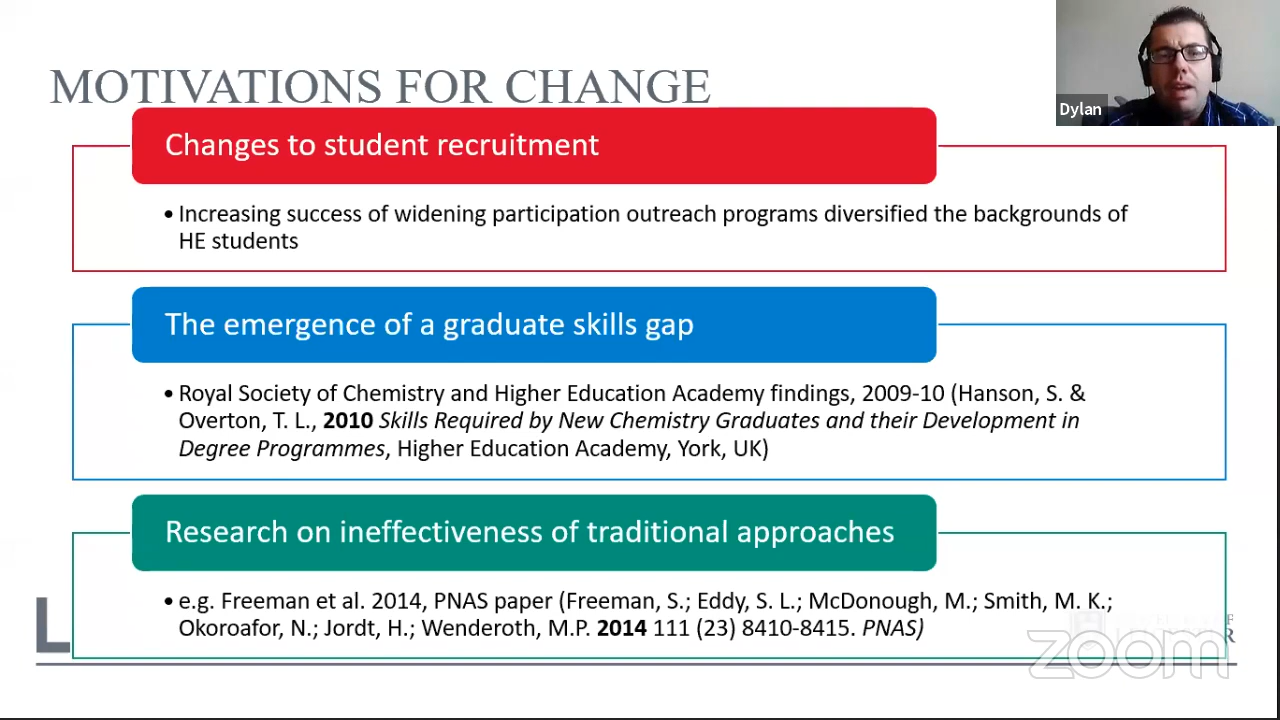 MOTIVATIONS FOR CHANGE
Dylan
Changes to student recruitment
• Increasing success of widening participation outreach programs diversified the backgrounds of
HE students
The emergence of a graduate skills gap
• Royal Society of Chemistry and Higher Education Academy findings, 2009-10 (Hanson, S. &
Overton, T. L., 2010 Skills Required by New Chemistry Graduates and their Development in
Degree Programmes, Higher Education Academy, York, UK)
Research on ineffectiveness of traditional approaches
• e.g. Freeman et al. 2014, PNAS paper (Freeman, S.; Eddy, S. L.; McDonough, M.; Smith, M. K.;
Okoroafor, N.; Jordt, H.; Wenderoth, M.P. 2014 111 (23) 8410-8415. PNAS)
L
zoom